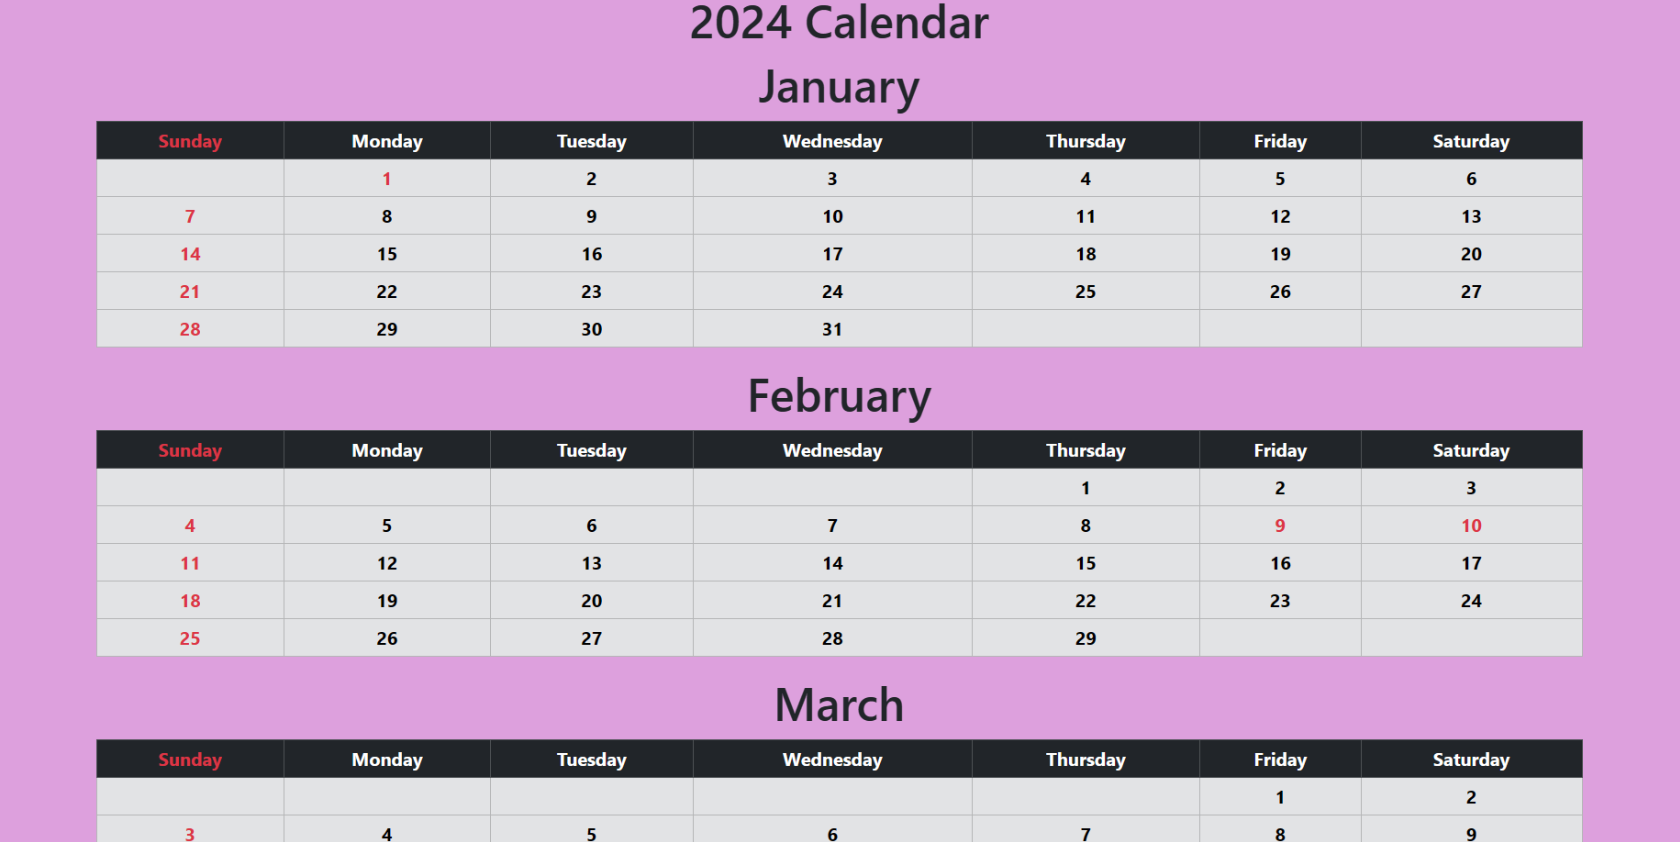 2024 Calendar
January
Sunday Monday Tuesday Wednesday Thursday Friday Saturday
1 2 3 4 5 6
7 8 9 10 11 12 13
14 15 16 17 18 19 20
21 22 23 24 25 26 27
28 29 30 31
February
Sunday Monday Tuesday Wednesday Thursday Friday Saturday
1 2 3
4 5 6 7 8 9 10
11 12 13 14 15 16 17
18 19 20 21 22 23 24
25 26 27 28 29
March
Sunday Monday Tuesday Wednesday Thursday Friday Saturday
1 2
3 4 5 6 7 8 9